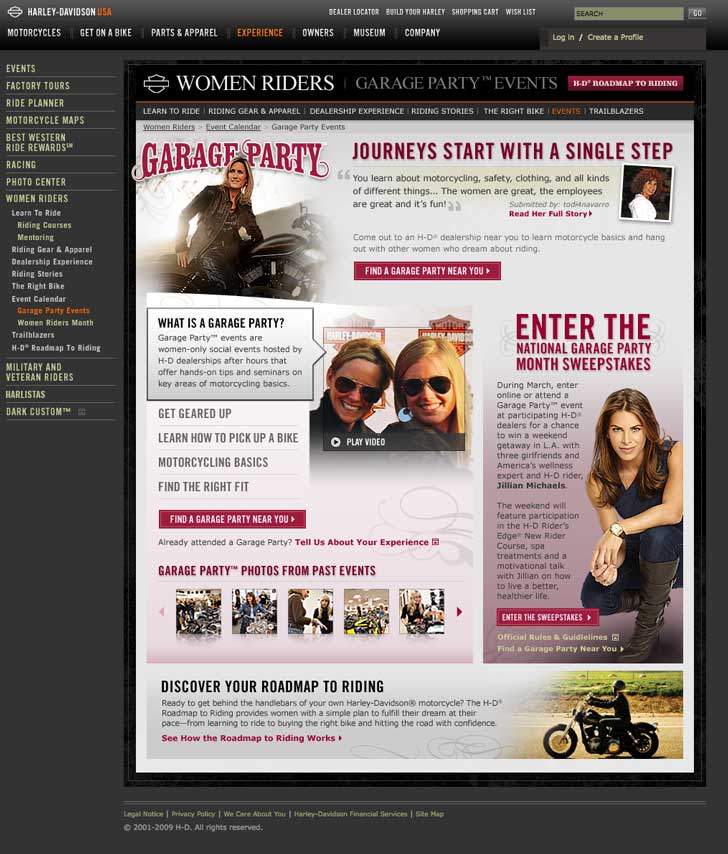 HARLEY-DAVIDSON USA
DEALER LOCATOR BUILD YOUR HARLEY SHOPPING CART WISH LIST
SEARCH GO
MOTORCYCLES GET ON A BIKE PARTS & APPAREL EXPERIENCE OWNERS MUSEUM COMPANY
Log in / Create a Profile
EVENTS
FACTORY TOURS
RIDE PLANNER
MOTORCYCLE MAPS
BEST WESTERN
RIDE REWARDS℠
RACING
PHOTO CENTER
WOMEN RIDERS
Learn To Ride
Riding Courses
Mentoring
Riding Gear & Apparel
Dealership Experience
Riding Stories
The Right Bike
Event Calendar
Garage Party Events
Women Riders Month
Trailblazers
H-D® Roadmap To Riding
MILITARY AND
VETERAN RIDERS
HARLISTAS
DARK CUSTOM™
WOMEN RIDERS | GARAGE PARTY™ EVENTS
H-D® ROADMAP TO RIDING
LEARN TO RIDE | RIDING GEAR & APPAREL | DEALERSHIP EXPERIENCE | RIDING STORIES | THE RIGHT BIKE | EVENTS | TRAILBLAZERS
Women Riders > Event Calendar > Garage Party Events
GARAGE PARTY
JOURNEYS START WITH A SINGLE STEP
“ You learn about motorcycling, safety, clothing, and all kinds
of different things... The women are great, the employees
are great and it's fun! ”
Submitted by: todiAnavarro
Read Her Full Story
Come out to an H-D® dealership near you to learn motorcycle basics and hang
out with other women who dream about riding.
FIND A GARAGE PARTY NEAR YOU
WHAT IS A GARAGE PARTY?
Garage Party™ events are
women-only social events hosted by
H-D dealerships after hours that
offer hands-on tips and seminars on
key areas of motorcycling basics.
HARLEY-DAVIDSON
MOTOR
PLAY VIDEO
GET GEARED UP
LEARN HOW TO PICK UP A BIKE
MOTORCYCLING BASICS
FIND THE RIGHT FIT
FIND A GARAGE PARTY NEAR YOU
Already attended a Garage Party? Tell Us About Your Experience
GARAGE PARTY™ PHOTOS FROM PAST EVENTS
ENTER THE
NATIONAL GARAGE PARTY
MONTH SWEEPSTAKES
During March, enter
online or attend a
Garage Party™ event
at participating H-D®
dealers for a chance
to win a weekend
getaway in L.A. with
three girlfriends and
America's wellness
expert and H-D rider,
Jillian Michaels.
The weekend will
feature participation
in the H-D Rider's
Edge® New Rider
Course, spa
treatments and a
motivational talk
with Jillian on how
to live a better,
healthier life.
ENTER THE SWEEPSTAKES
Official Rules & Guidlelines
Find a Garage Party Near You
DISCOVER YOUR ROADMAP TO RIDING
Ready to get behind the handlebars of your own Harley-Davidson® motorcycle? The H-D®
Roadmap to Riding provides women with a simple plan to fulfill their dream at their
pace—from learning to ride to buying the right bike and hitting the road with confidence.
See How the Roadmap to Riding Works
Legal Notice | Privacy Policy | We Care About You | Harley-Davidson Financial Services | Site Map
© 2001-2009 H-D. All rights reserved.